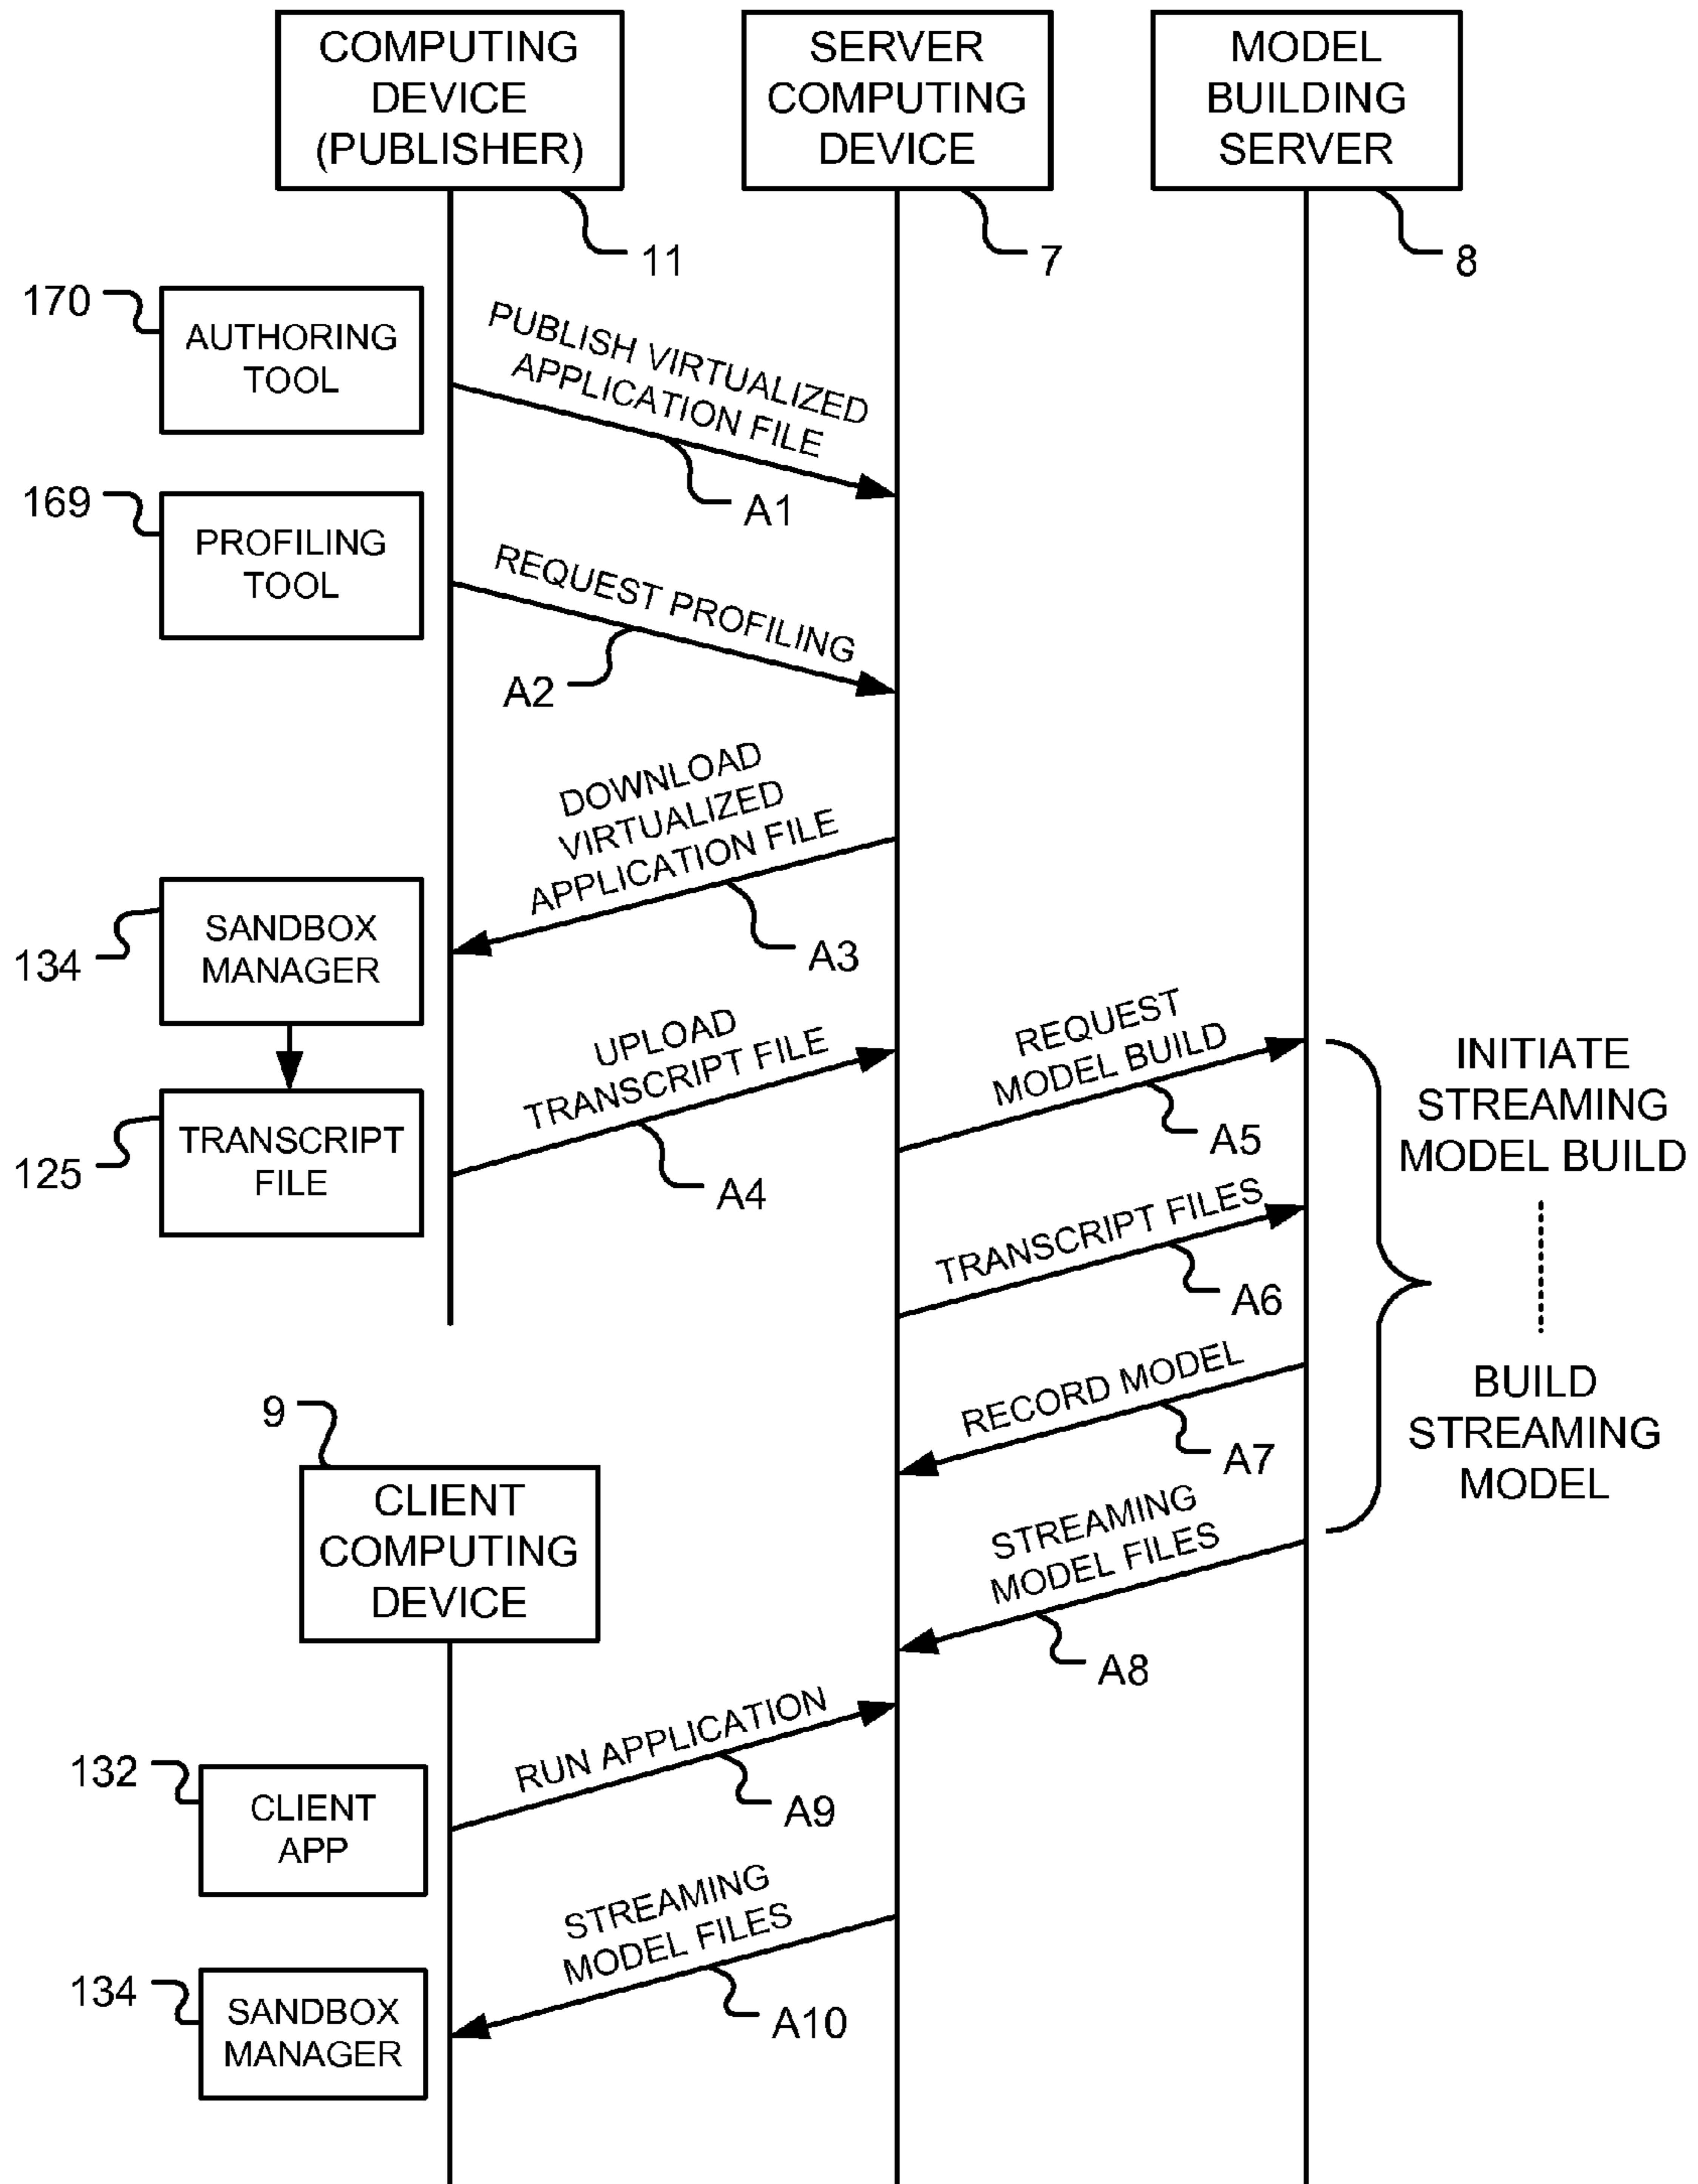 COMPUTING
DEVICE
(PUBLISHER)
SERVER
COMPUTING
DEVICE
MODEL
BUILDING
SERVER
11
7
8
170
AUTHORING
TOOL
PUBLISH VIRTUALIZED
APPLICATION FILE
A1
169
PROFILING
TOOL
REQUEST PROFILING
A2
DOWNLOAD
VIRTUALIZED
APPLICATION FILE
A3
134
SANDBOX
MANAGER
125
TRANSCRIPT
FILE
UPLOAD
TRANSCRIPT FILE
A4
REQUEST
MODEL BUILD
A5
INITIATE
STREAMING
MODEL BUILD
TRANSCRIPT FILES
A6
RECORD MODEL
A7
BUILD
STREAMING
MODEL
STREAMING
MODEL FILES
A8
9
CLIENT
COMPUTING
DEVICE
RUN APPLICATION
A9
132
CLIENT
APP
STREAMING
MODEL FILES
A10
134
SANDBOX
MANAGER